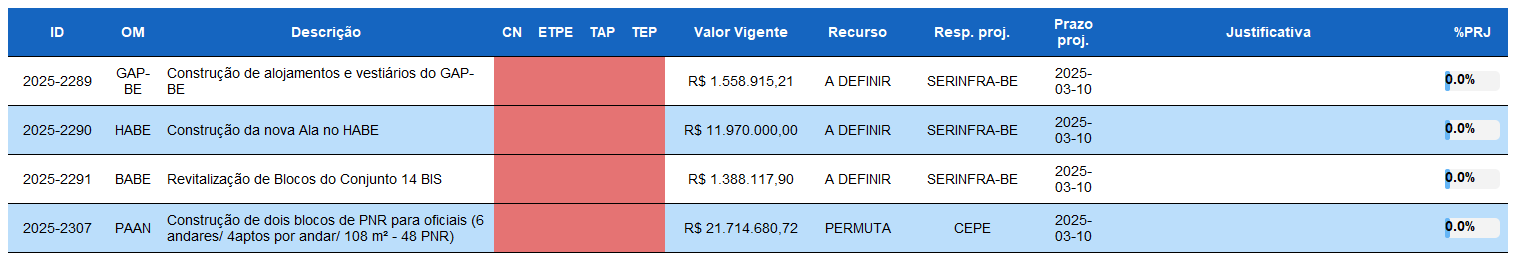 ID OM Descrição CN ETPE TAP TEP Valor Vigente Recurso Resp. proj. Prazo proj. Justificativa %PRJ
2025-2289 GAP-BE Construção de alojamentos e vestiários do GAP-BE R$ 1.558.915,21 A DEFINIR SERINFRA-BE 2025-03-10 0.0%
2025-2290 HABE Construção da nova Ala no HABE R$ 11.970.000,00 A DEFINIR SERINFRA-BE 2025-03-10 0.0%
2025-2291 BABE Revitalização de Blocos do Conjunto 14 BIS R$ 1.388.117,90 A DEFINIR SERINFRA-BE 2025-03-10 0.0%
2025-2307 PAAN Construção de dois blocos de PNR para oficiais (6 andares/ 4aptos por andar/ 108 m² - 48 PNR) R$ 21.714.680,72 PERMUTA CEPE 2025-03-10 0.0%